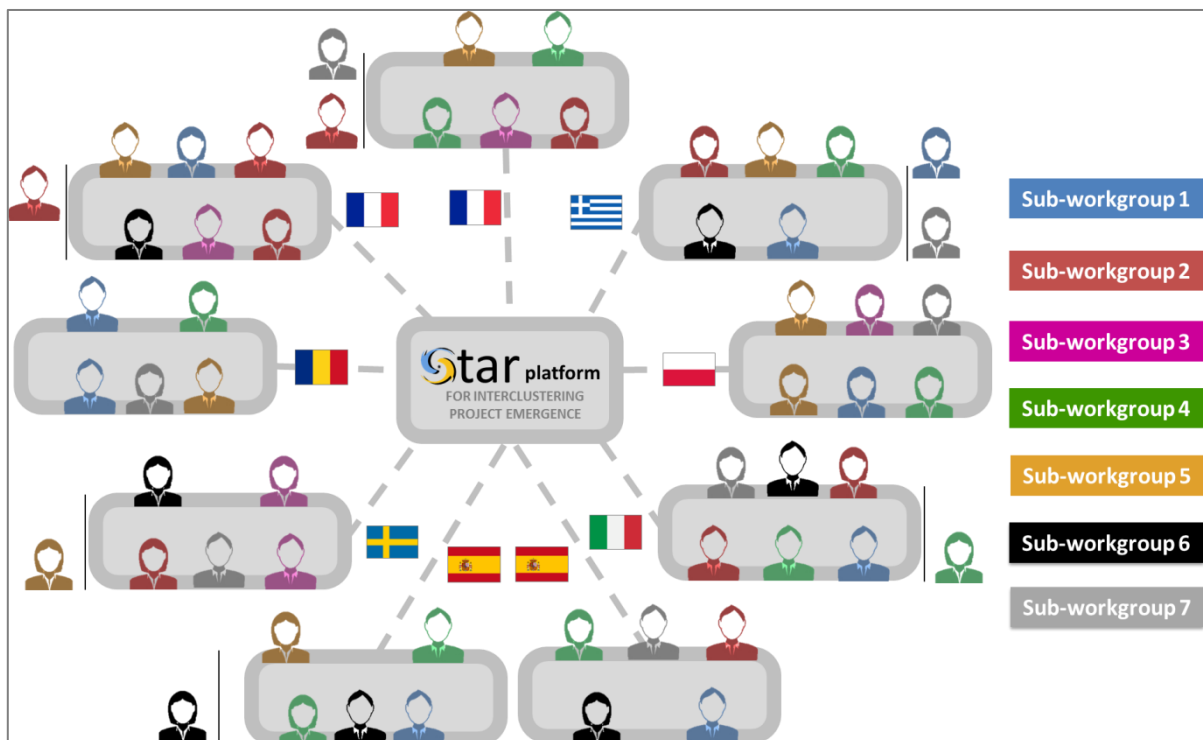 Star platform
FOR INTERCLUSTERING
PROJECT EMERGENCE
Sub-workgroup 1
Sub-workgroup 2
Sub-workgroup 3
Sub-workgroup 4
Sub-workgroup 5
Sub-workgroup 6
Sub-workgroup 7